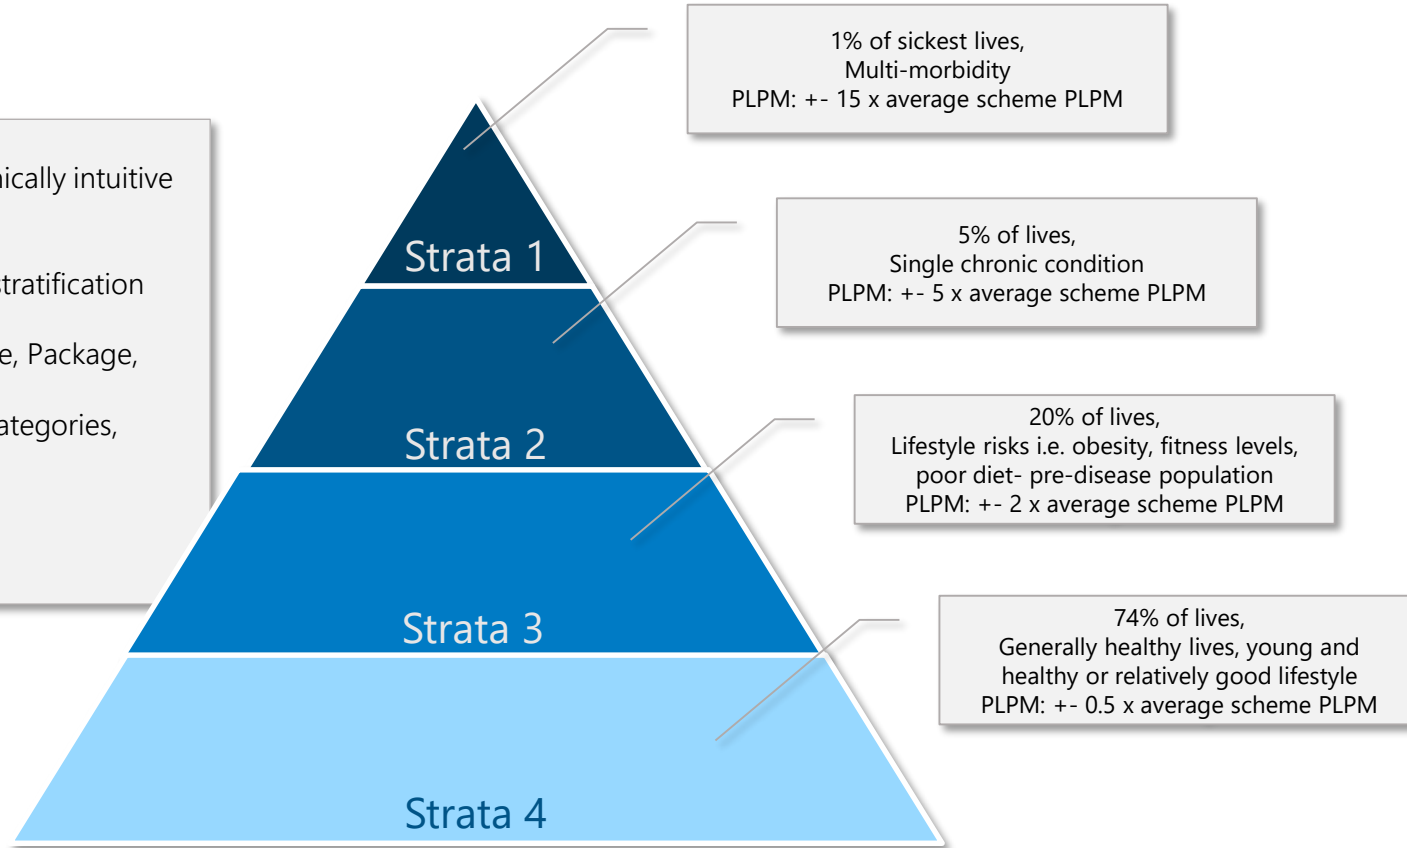 nically intuitive
stratification
e, Package,
ategories,
1% of sickest lives,
Multi-morbidity
PLPM: +- 15 x average scheme PLPM
Strata 1
5% of lives,
Single chronic condition
PLPM: +- 5 x average scheme PLPM
Strata 2
20% of lives,
Lifestyle risks i.e. obesity, fitness levels,
poor diet- pre-disease population
PLPM: +- 2 x average scheme PLPM
Strata 3
74% of lives,
Generally healthy lives, young and
healthy or relatively good lifestyle
PLPM: +- 0.5 x average scheme PLPM
Strata 4